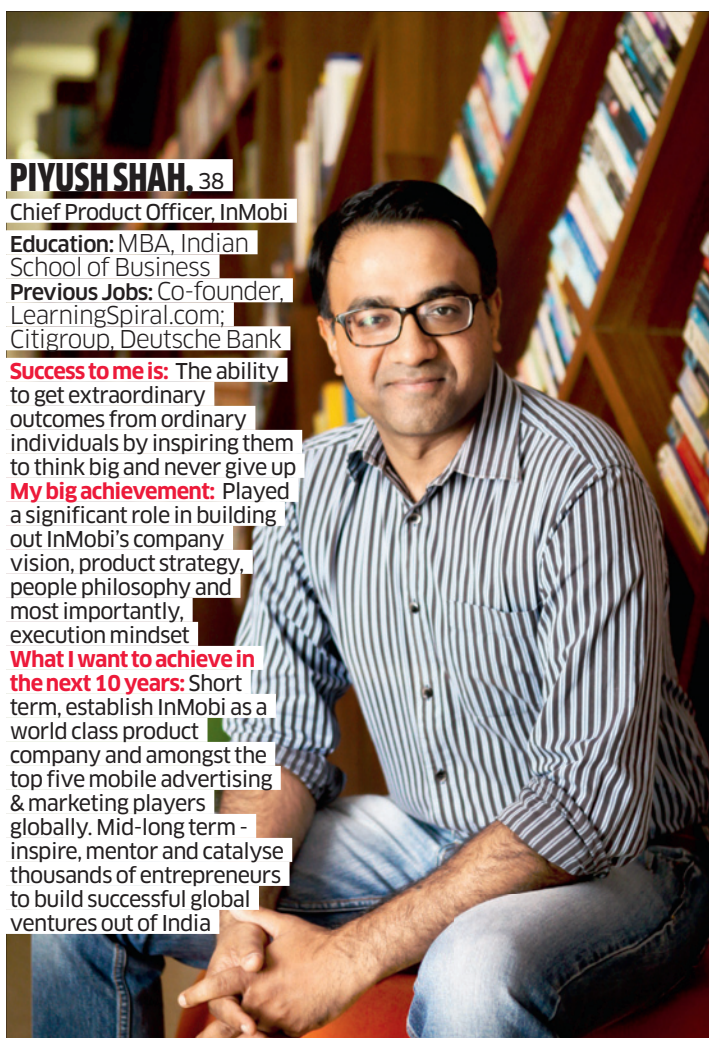 PIYUSH SHAH, 38
Chief Product Officer, InMobi
Education: MBA, Indian
School of Business
Previous Jobs: Co-founder,
LearningSpiral.com;
Citigroup, Deutsche Bank
Success to me is: The ability
to get extraordinary
outcomes from ordinary
individuals by inspiring them
to think big and never give up
My big achievement: Played
a significant role in building
out InMobi's company
vision, product strategy,
people philosophy and
most importantly,
execution mindset
What I want to achieve in
the next 10 years: Short
term, establish InMobi as a
world class product
company and amongst the
top five mobile advertising
& marketing players
globally. Mid-long term -
inspire, mentor and catalyse
thousands of entrepreneurs
to build successful global
ventures out of India